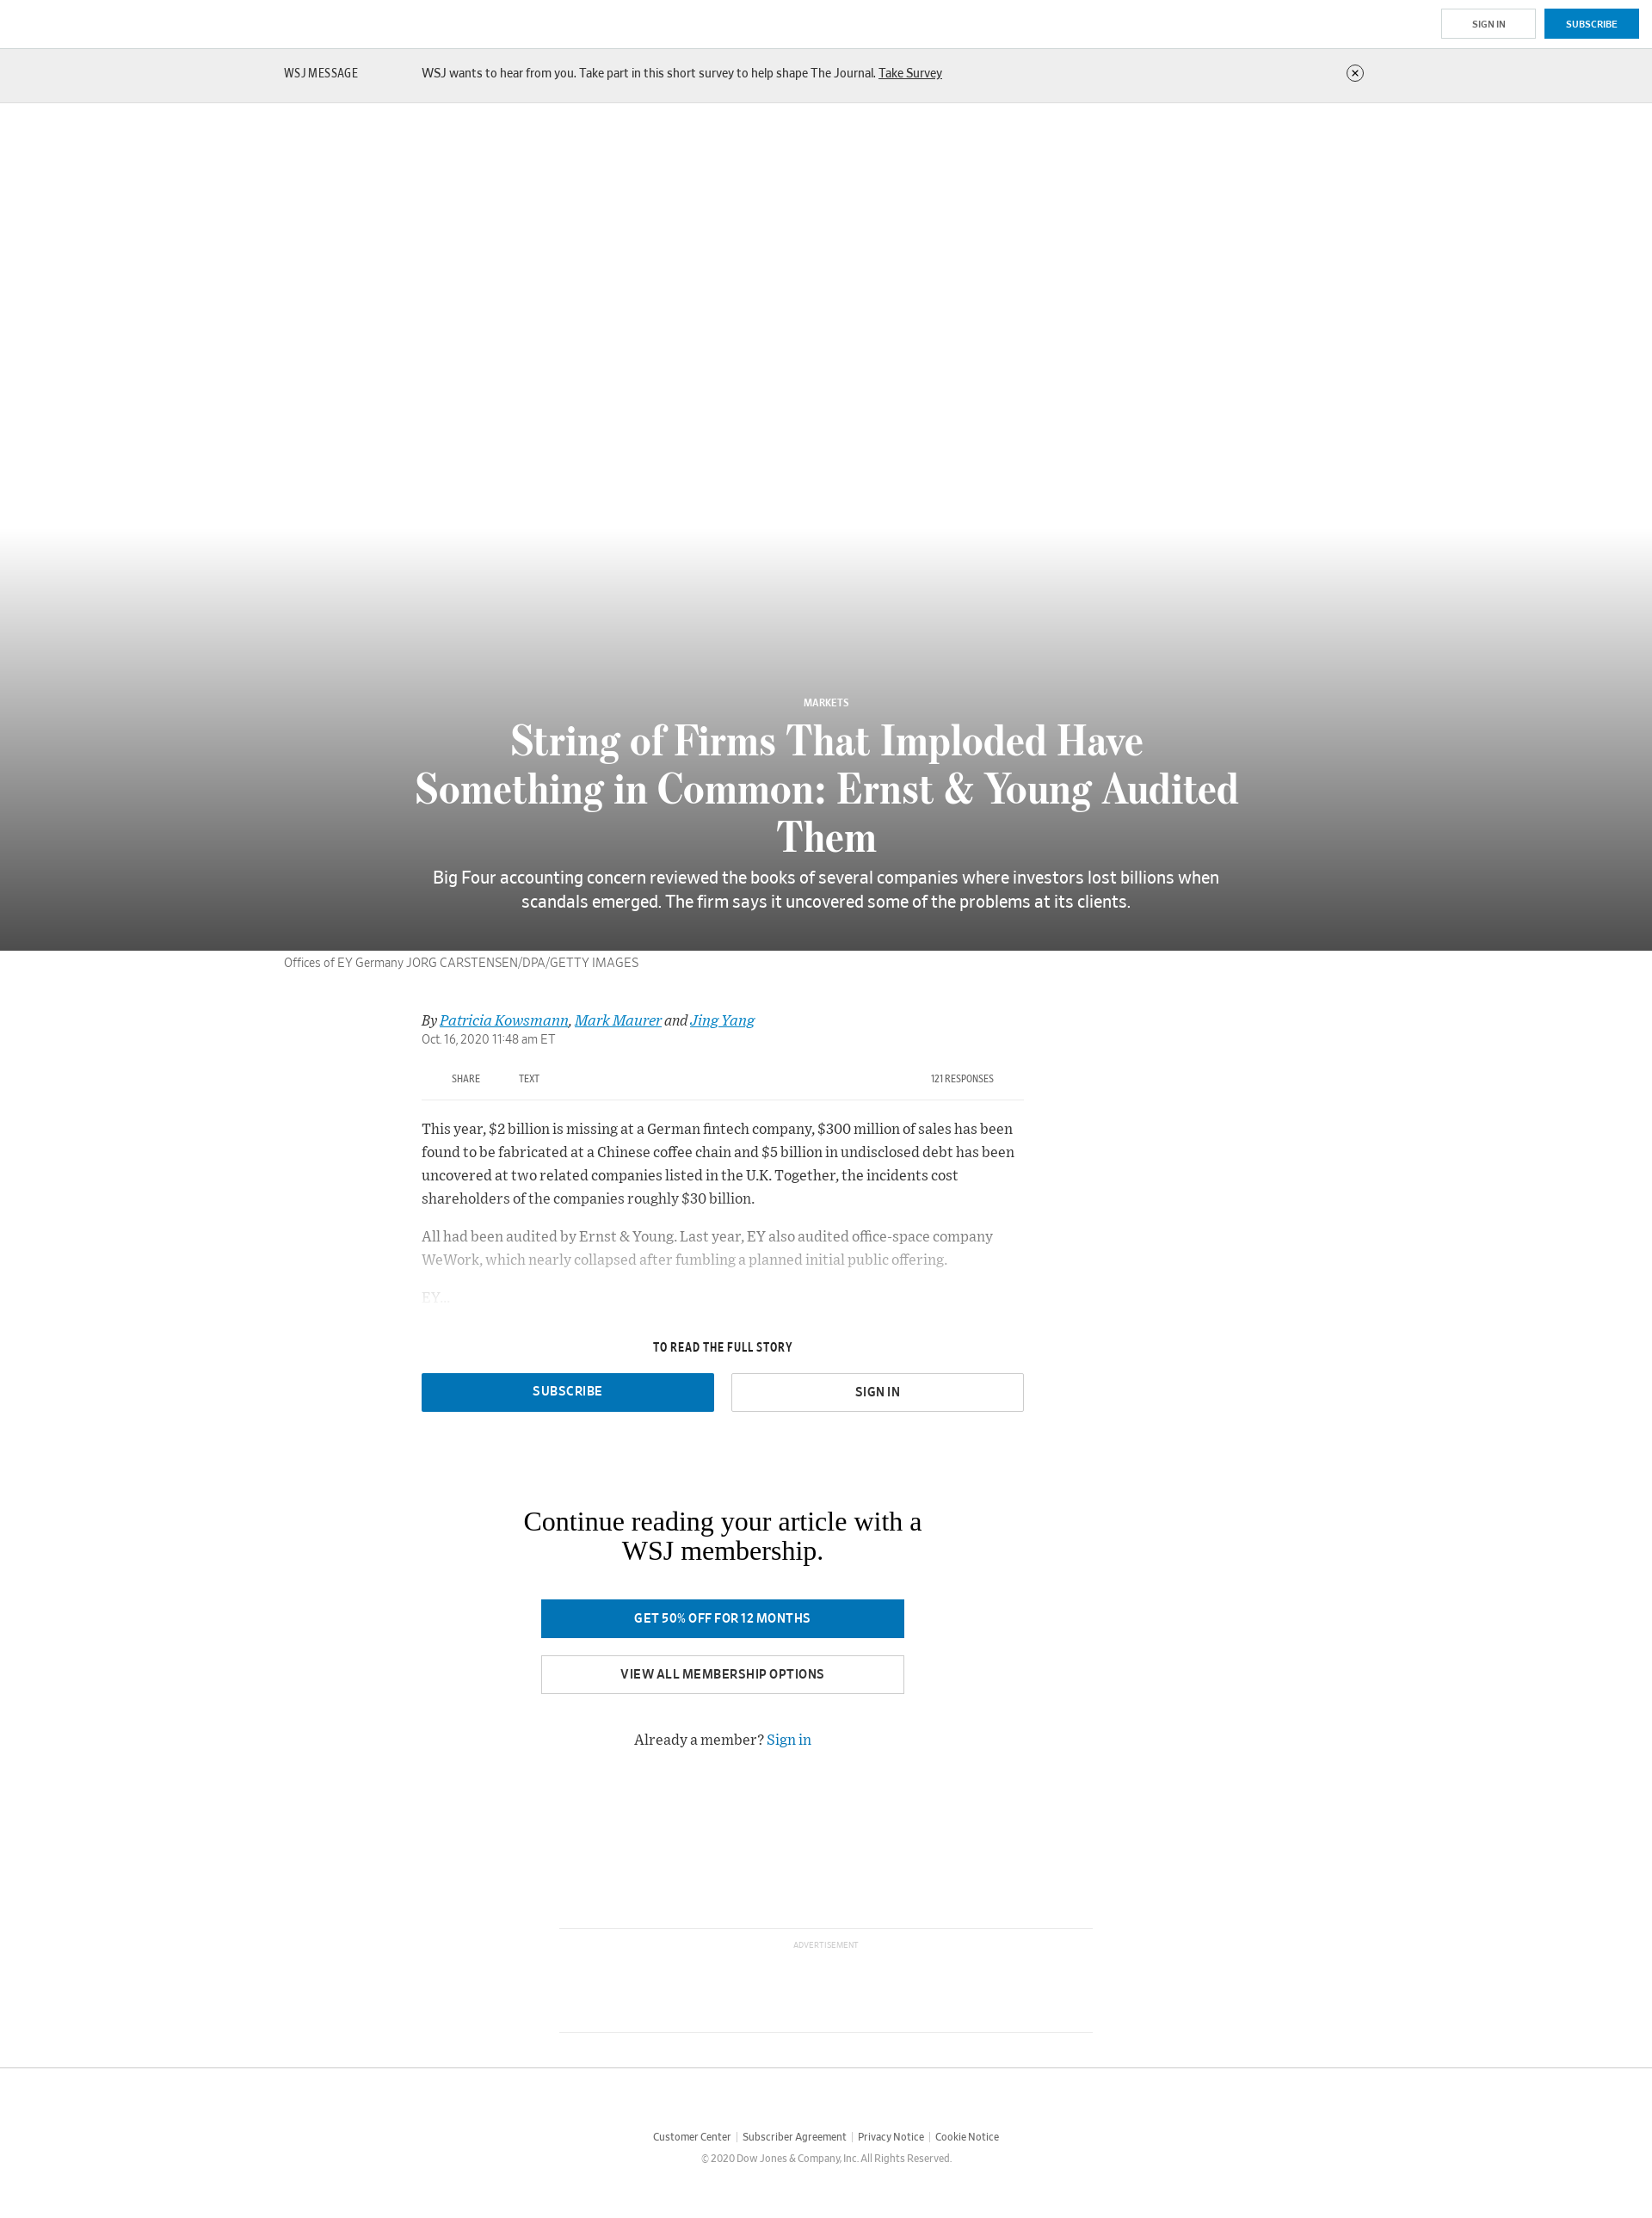 SIGN IN
SUBSCRIBE
WSJ MESSAGE
WSJ wants to hear from you. Take part in this short survey to help shape The Journal. Take Survey
MARKETS
String of Firms That Imploded Have
Something in Common: Ernst & Young Audited
Them
Big Four accounting concern reviewed the books of several companies where investors lost billions when
scandals emerged. The firm says it uncovered some of the problems at its clients.
Offices of EY Germany JORG CARSTENSEN/DPA/GETTY IMAGES
By Patricia Kowsmann, Mark Maurer and Jing Yang
Oct. 16, 2020 11:48 am ET
SHARE
TEXT
121 RESPONSES
This year, $2 billion is missing at a German fintech company, $300 million of sales has been
found to be fabricated at a Chinese coffee chain and $5 billion in undisclosed debt has been
uncovered at two related companies listed in the U.K. Together, the incidents cost
shareholders of the companies roughly $30 billion.
All had been audited by Ernst & Young. Last year, EY also audited office-space company
WeWork, which nearly collapsed after fumbling a planned initial public offering.
EY...
TO READ THE FULL STORY
SUBSCRIBE
SIGN IN
Continue reading your article with a
WSJ membership.
GET 50% OFF FOR 12 MONTHS
VIEW ALL MEMBERSHIP OPTIONS
Already a member? Sign in
ADVERTISEMENT
Customer Center | Subscriber Agreement | Privacy Notice | Cookie Notice
© 2020 Dow Jones & Company, Inc. All Rights Reserved.